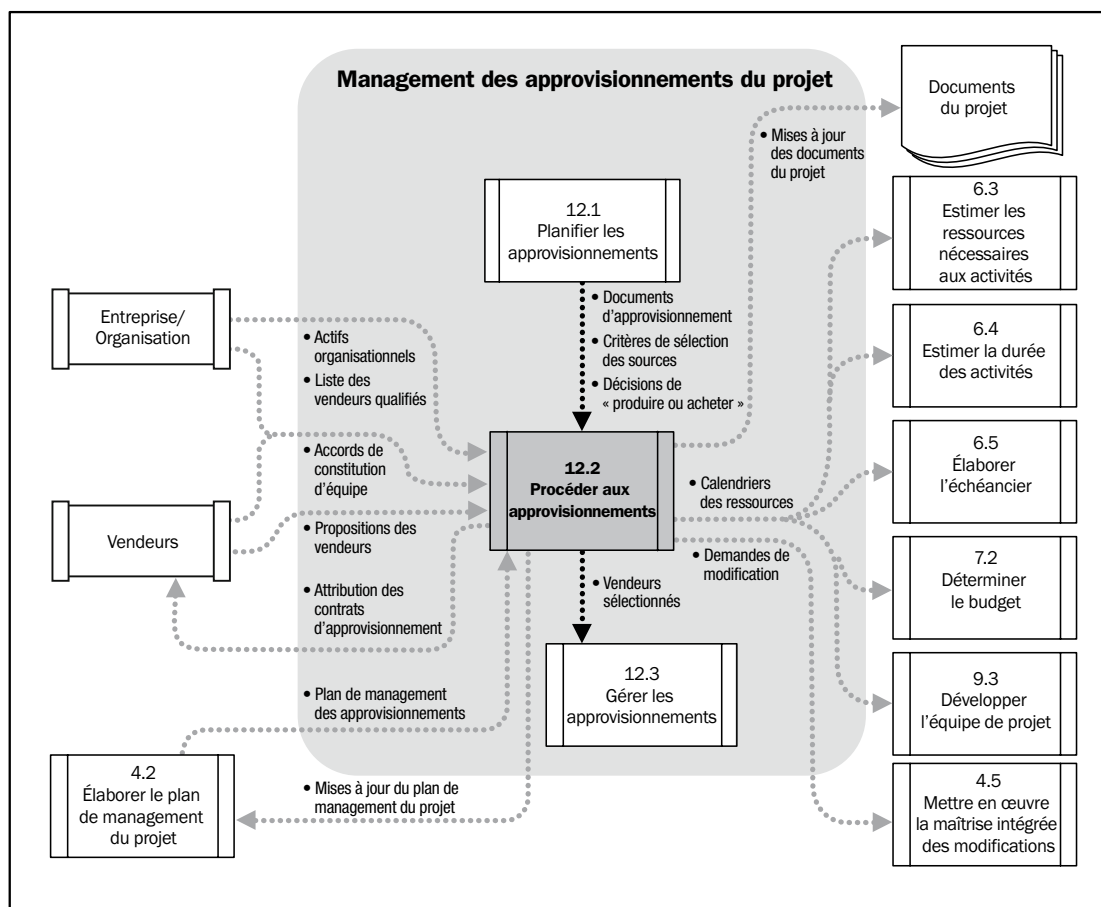 Management des approvisionnements du projet
Documents
du projet
• Mises à jour
des documents
du projet
12.1
Planifier les
approvisionnements
6.3
Estimer les
ressources
nécessaires
aux activités
Entreprise/
Organisation
• Actifs
organisationnels
• Liste des
vendeurs qualifiés
• Documents
d'approvisionnement
• Critères de sélection
des sources
• Décisions de
« produire ou acheter »
6.4
Estimer la durée
des activités
• Accords de
constitution
d'équipe
12.2
Procéder aux
approvisionnements
• Calendriers
des ressources
6.5
Élaborer
l'échéancier
Vendeurs
• Propositions des
vendeurs
• Demandes de
modification
• Attribution des
contrats
d'approvisionnement
• Vendeurs
sélectionnés
7.2
Déterminer
le budget
• Plan de management
des approvisionnements
12.3
Gérer les
approvisionnements
9.3
Développer
l'équipe de projet
4.2
Élaborer le plan
de management
du projet
• Mises à jour du plan de
management du projet
4.5
Mettre en œuvre
la maîtrise intégrée
des modifications